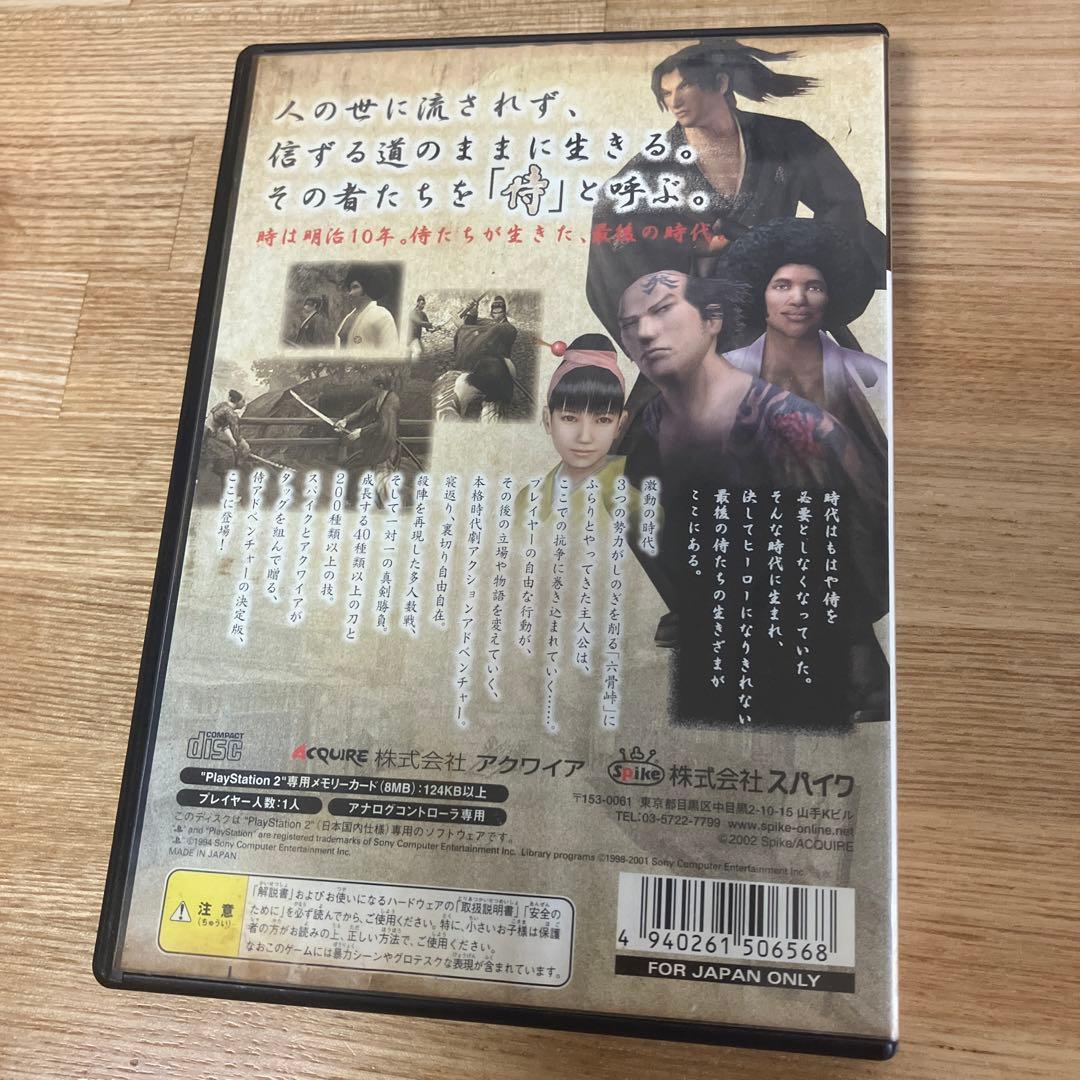 人の世に流されず、
信ずる道のままに生きる。
その者たちを「侍」と呼ぶ。
時は明治10年。侍たちが生きた、最後の時代。
時代はもはや侍を
必要としなくなっていた。
そんな時代に生まれ、
決してヒーローになりきれない
最後の侍たちの生きざまが
ここにある。
激動の時代、
3つの勢力がしのぎを削る「六骨峠」に
ふらりとやってきた主人公は、
ここでの抗争に巻き込まれていく……。
プレイヤーの自由な行動が、
その後の立場や物語を変えていく、
本格時代劇アクションアドベンチャー。
寝返り、裏切り自由自在。
殺陣を再現した多人数戦、
そして一対一の真剣勝負。
成長する40種類以上の刀と
200種類以上の技。
スパイクとアクワイアが
タッグを組んで贈る、
侍アドベンチャーの決定版、
ここに登場!
COMPACT
disc
ACQUIRE 株式会社 アクワイア
Spike 株式会社 スパイク
"PlayStation 2"専用メモリーカード(8MB):124KB以上
プレイヤー人数:1人
アナログコントローラ専用
〒153-0061 東京都目黒区中目黒2-10-15 山手Kビル
TEL:03-5722-7799 www.spike-online.net
©2002 Spike/ACQUIRE
このディスクは "PlayStation 2" (日本国内仕様) 専用のソフトウェアです。
and "PlayStation" are registered trademarks of Sony Computer Entertainment Inc. Library programs ©1998-2001 Sony Computer Entertainment Inc.
©1994 Sony Computer Entertainment Inc.
MADE IN JAPAN
注意
(ちゅうい)
「解説書」およびお使いになるハードウェアの「取扱説明書」「安全の
ために」を必ず読んでから、ご使用ください。特に、小さいお子様は保護
者の方がお読みの上、正しい方法で、ご使用ください。
なおこのゲームには暴力シーンやグロテスクな表現が含まれています。
4 940261 506568
FOR JAPAN ONLY